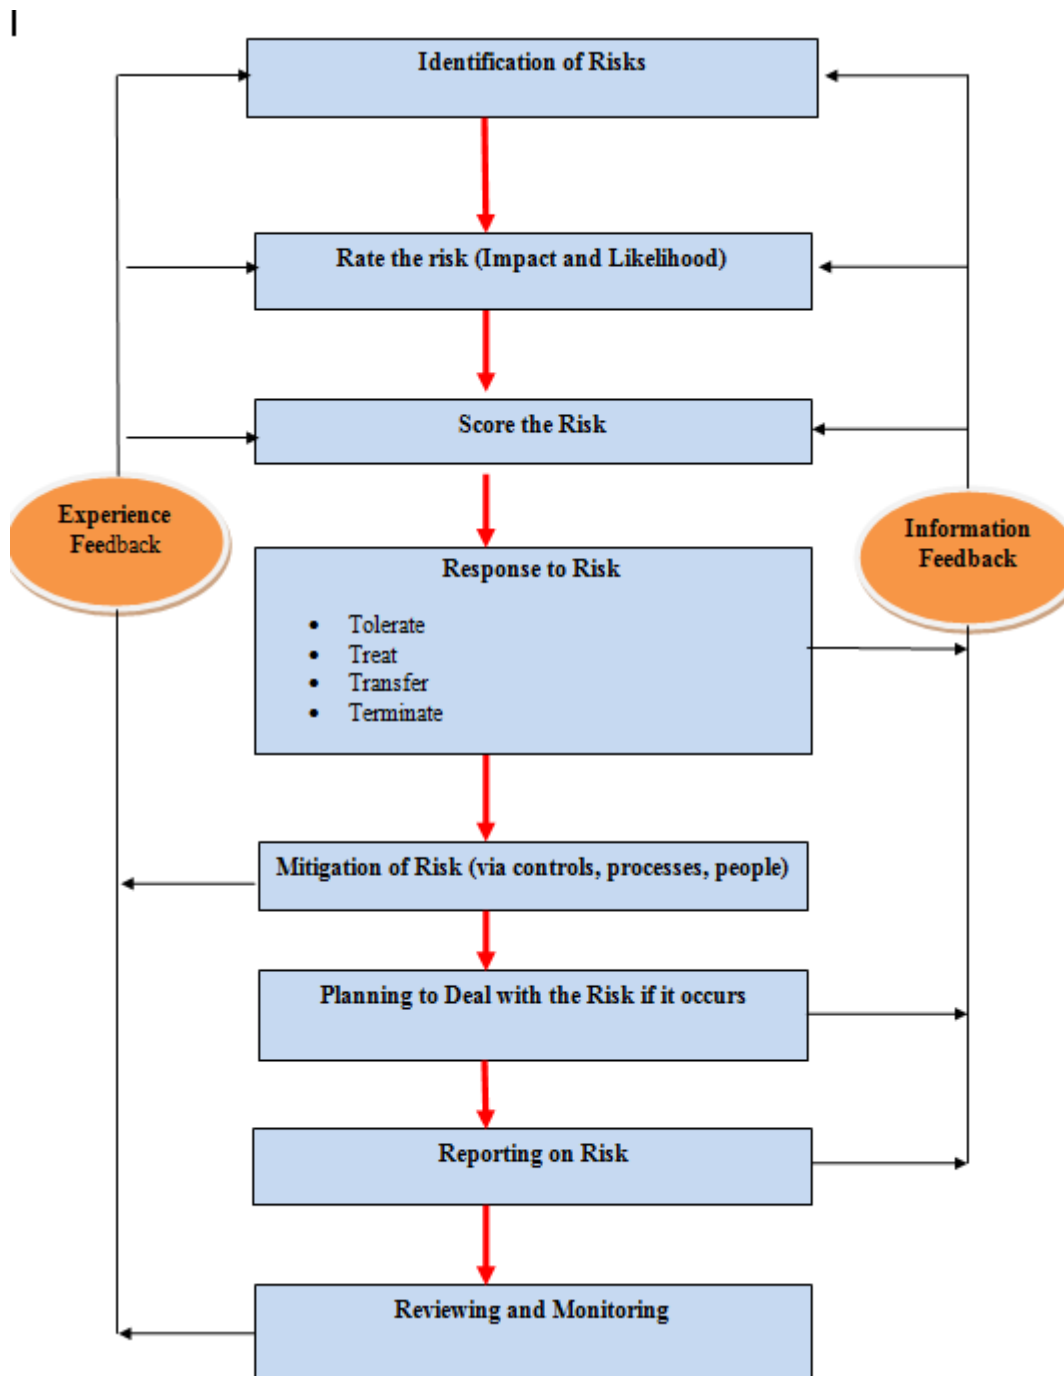 Identification of Risks
Rate the risk (Impact and Likelihood)
Score the Risk
Experience
Feedback
Information
Feedback
Response to Risk
• Tolerate
• Treat
• Transfer
• Terminate
Mitigation of Risk (via controls, processes, people)
Planning to Deal with the Risk if it occurs
Reporting on Risk
Reviewing and Monitoring